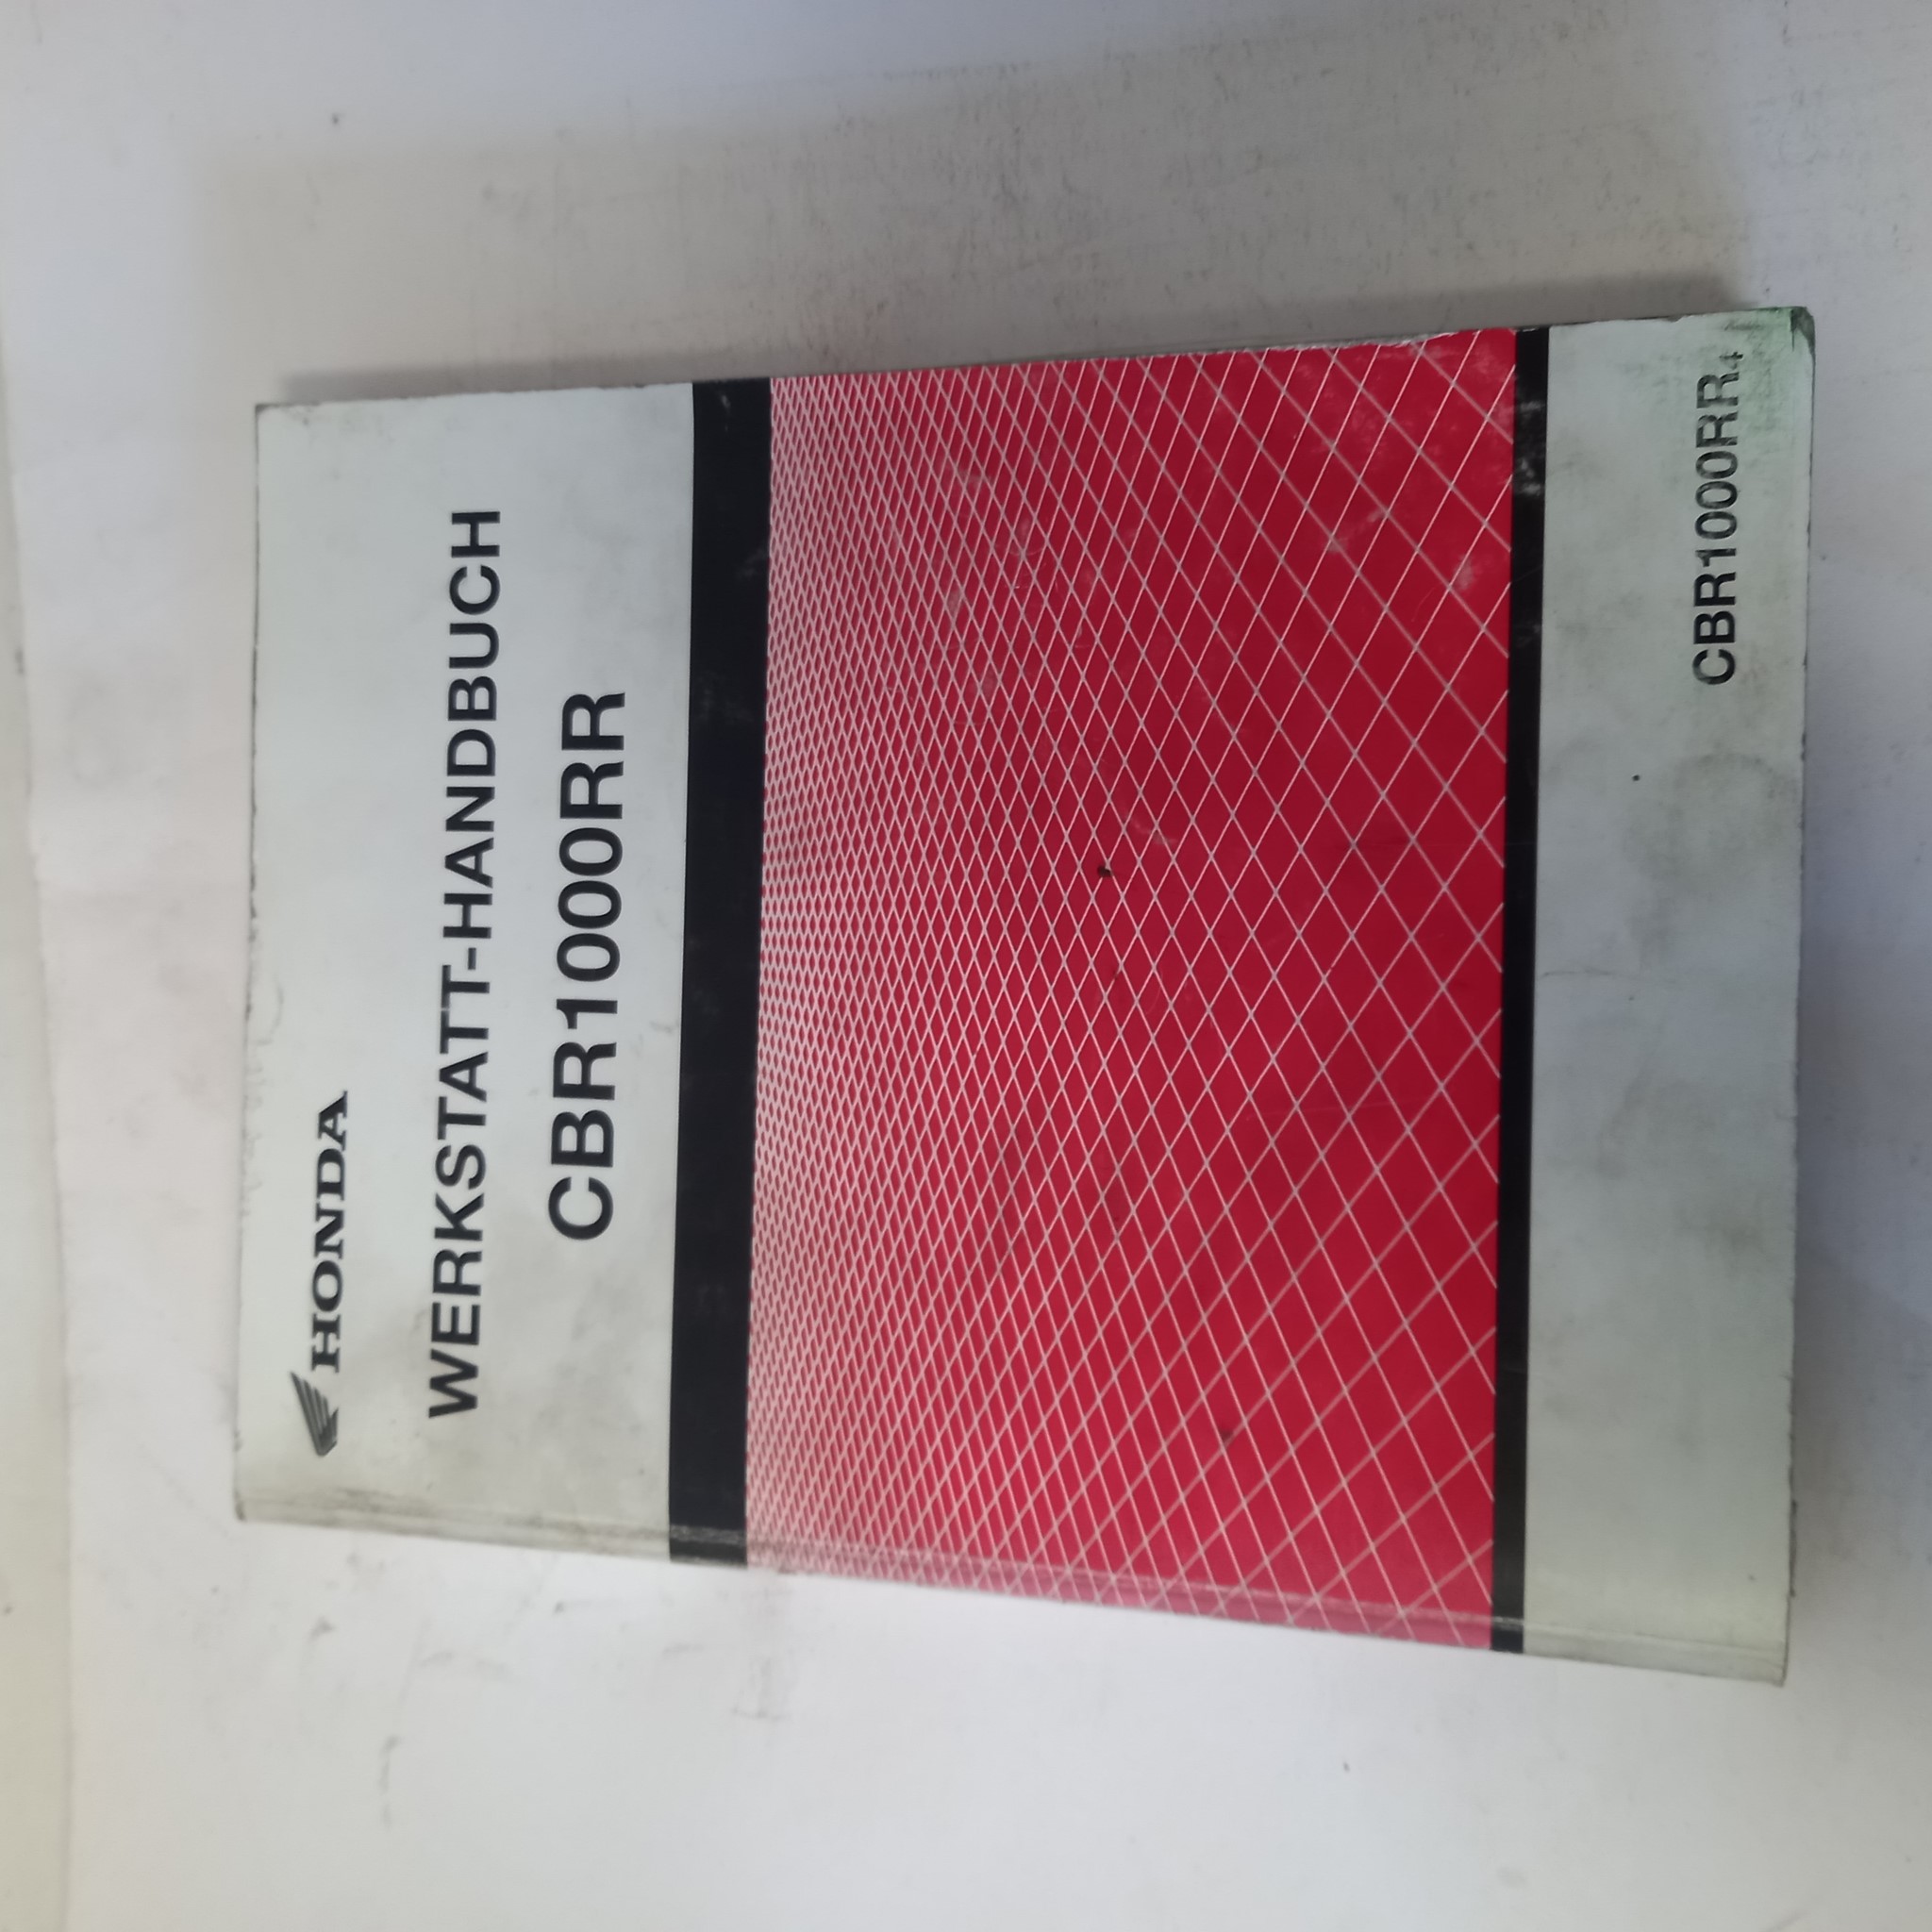 HONDA
WERKSTATT-HANDBUCH
CBR1000RR
CBR1000RR4